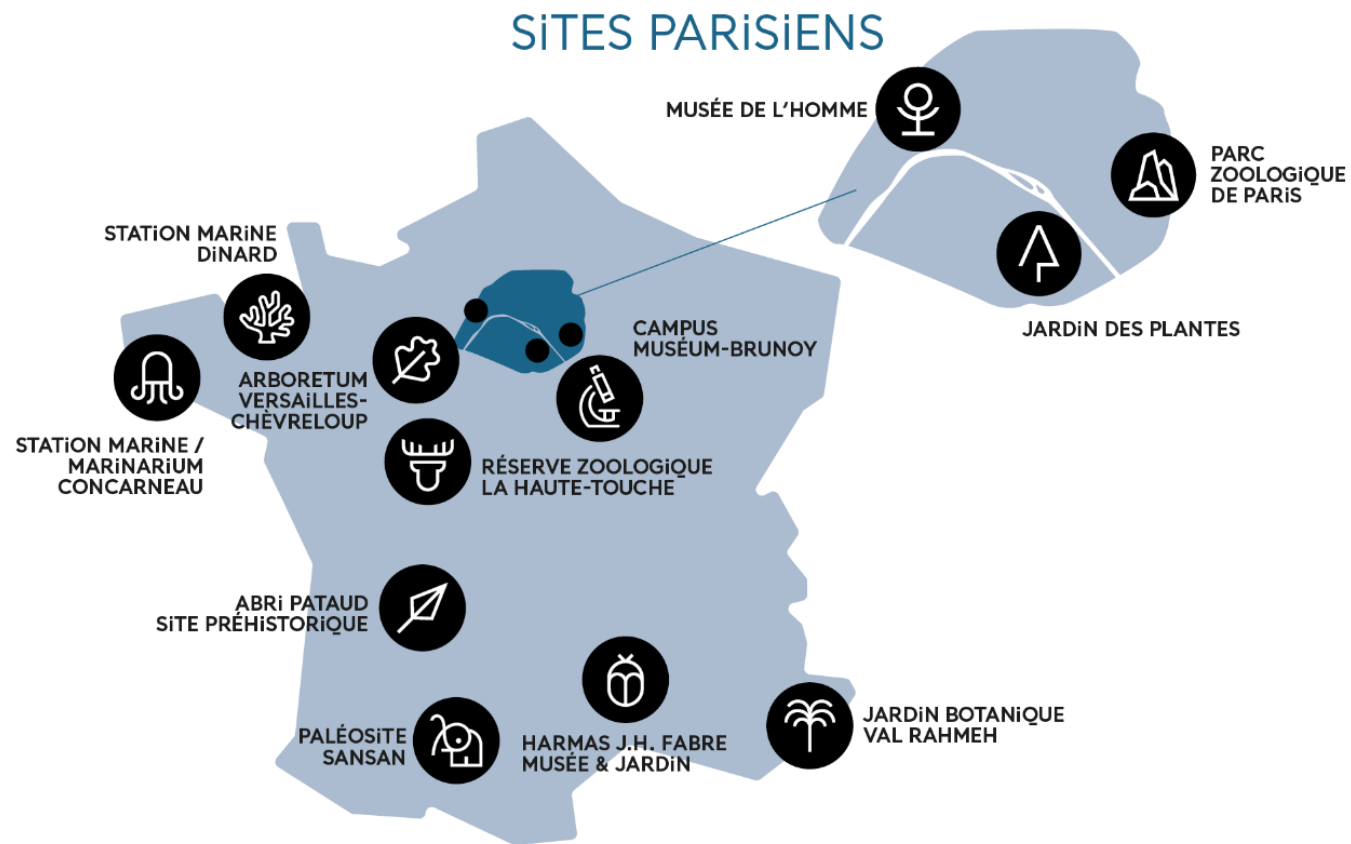 SiTES PARiSiENS
MUSÉE DE L'HOMME
PARC
ZOOLOGiQUE
DE PARiS
JARDiN DES PLANTES
STATiON MARiNE
DiNARD
CAMPUS
MUSÉUM-BRUNOY
ARBORETUM
VERSAiLLES-
CHÈVRELOUP
STATiON MARiNE /
MARiNARIUM
CONCARNEAU
RÉSERVE ZOOLOGiQUE
LA HAUTE-TOUCHE
ABRi PATAUD
SiTE PRÉHiSTORiQUE
PALÉOSiTE
SANSAN
HARMAS J.H. FABRE
MUSÉE & JARDiN
JARDiN BOTANiQUE
VAL RAHMEH